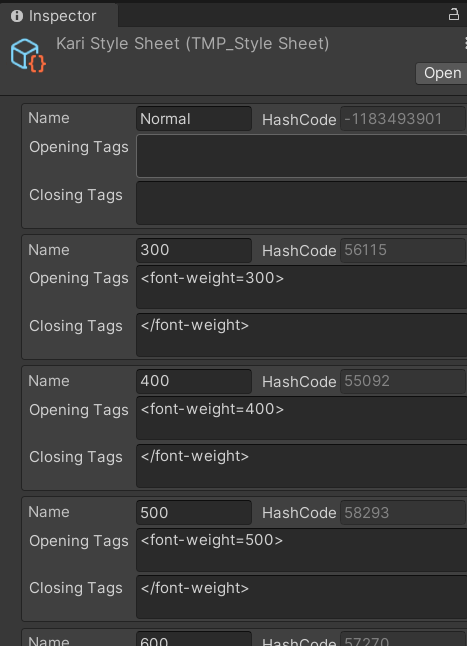 Inspector
Kari Style Sheet (TMP_Style Sheet)
Open
Name Normal HashCode -1183493901
Opening Tags
Closing Tags
Name 300 HashCode 56115
Opening Tags <font-weight=300>
Closing Tags </font-weight>
Name 400 HashCode 55092
Opening Tags <font-weight=400>
Closing Tags </font-weight>
Name 500 HashCode 58293
Opening Tags <font-weight=500>
Closing Tags </font-weight>
Name 600 HashCode 57270